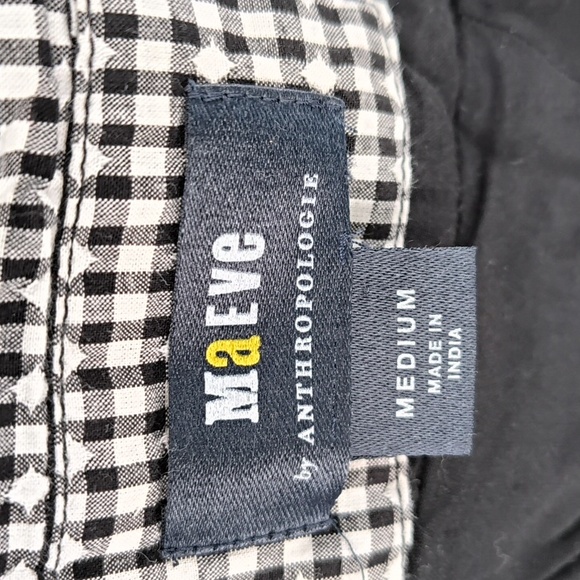 MaEVe
by ANTHROPOLOGIE
MEDIUM
MADE IN
INDIA